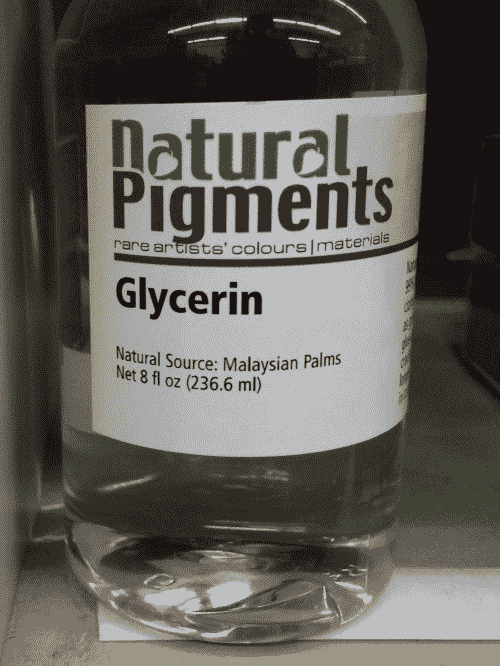 natural
Pigments
rare artists' colours|materials
Glycerin
Natural Source: Malaysian Palms
Net 8 fl oz (236.6 ml)